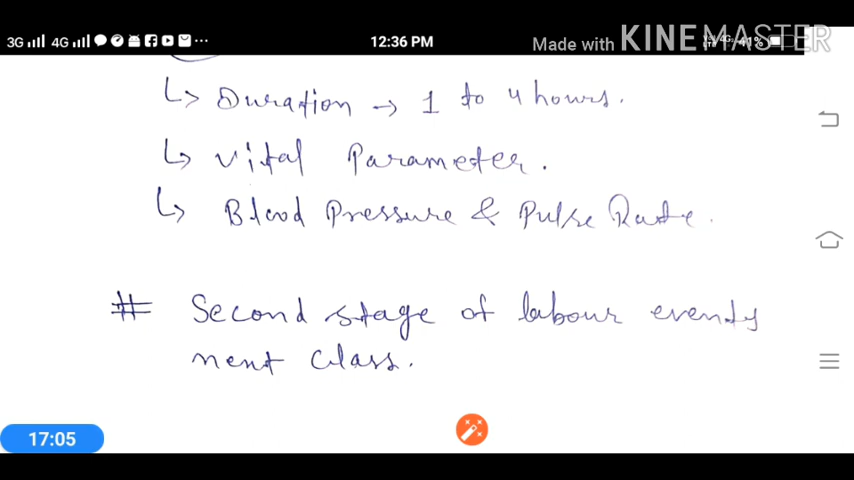 3G 4G ... 12:36 PM Made with KINEMASTER 41%
↳ Duration → 1 to 4 hours.
↳ Vital Parameter.
↳ Blood Pressure & Pulse Rate.
# Second stage of labour events
next class.
17:05